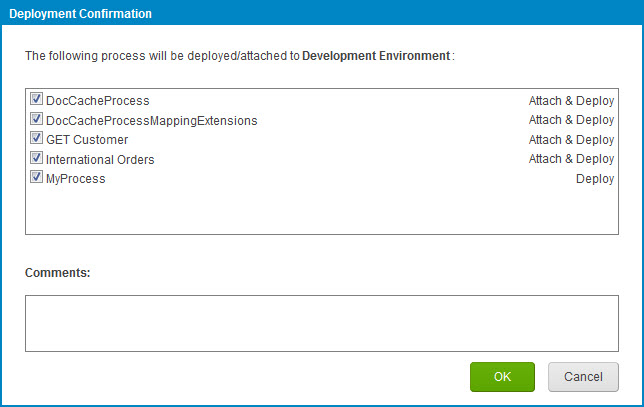 Deployment Confirmation
The following process will be deployed/attached to Development Environment :
DocCacheProcess Attach & Deploy
DocCacheProcessMappingExtensions Attach & Deploy
GET Customer Attach & Deploy
International Orders Attach & Deploy
MyProcess Deploy
Comments:
OK Cancel